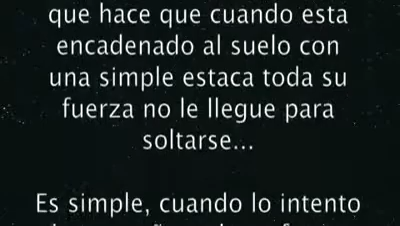 que hace que cuando esta
encadenado al suelo con
una simple estaca toda su
fuerza no le llegue para
soltarse...
Es simple, cuando lo intento